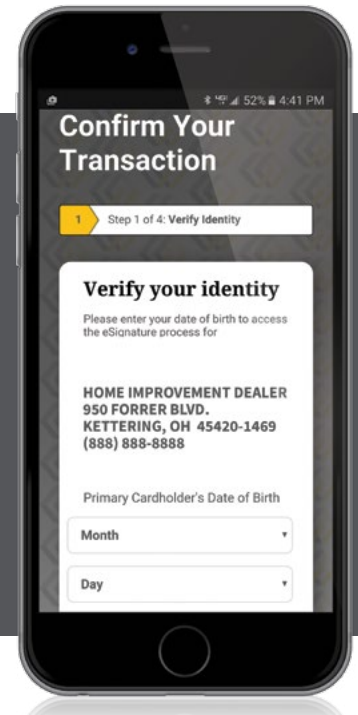 52% 4:41 PM
Confirm Your
Transaction
1 Step 1 of 4: Verify Identity
Verify your identity
Please enter your date of birth to access
the eSignature process for
HOME IMPROVEMENT DEALER
950 FORRER BLVD.
KETTERING, OH 45420-1469
(888) 888-8888
Primary Cardholder's Date of Birth
Month
Day